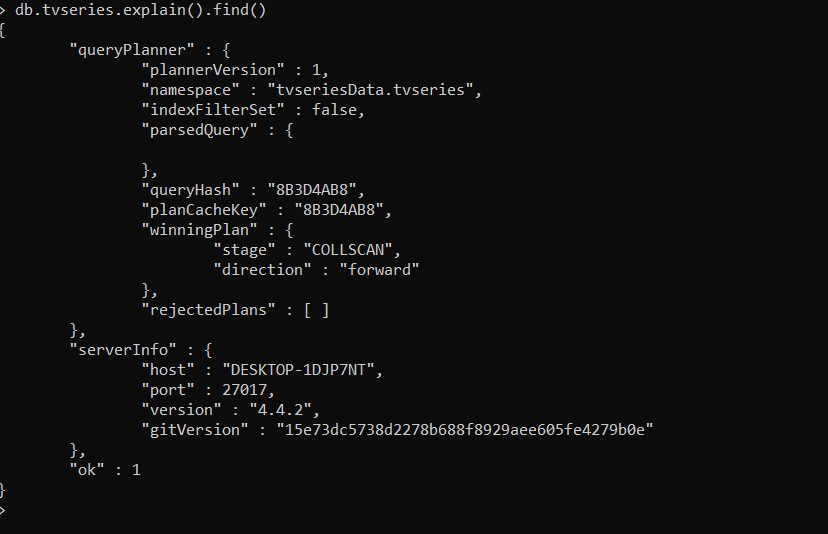 > db.tvseries.explain().find()
{
        "queryPlanner" : {
                "plannerVersion" : 1,
                "namespace" : "tvseriesData.tvseries",
                "indexFilterSet" : false,
                "parsedQuery" : {

                },
                "queryHash" : "8B3D4AB8",
                "planCacheKey" : "8B3D4AB8",
                "winningPlan" : {
                        "stage" : "COLLSCAN",
                        "direction" : "forward"
                },
                "rejectedPlans" : [ ]
        },
        "serverInfo" : {
                "host" : "DESKTOP-1DJP7NT",
                "port" : 27017,
                "version" : "4.4.2",
                "gitVersion" : "15e73dc5738d2278b688f8929aee605fe4279b0e"
        },
        "ok" : 1
}
>